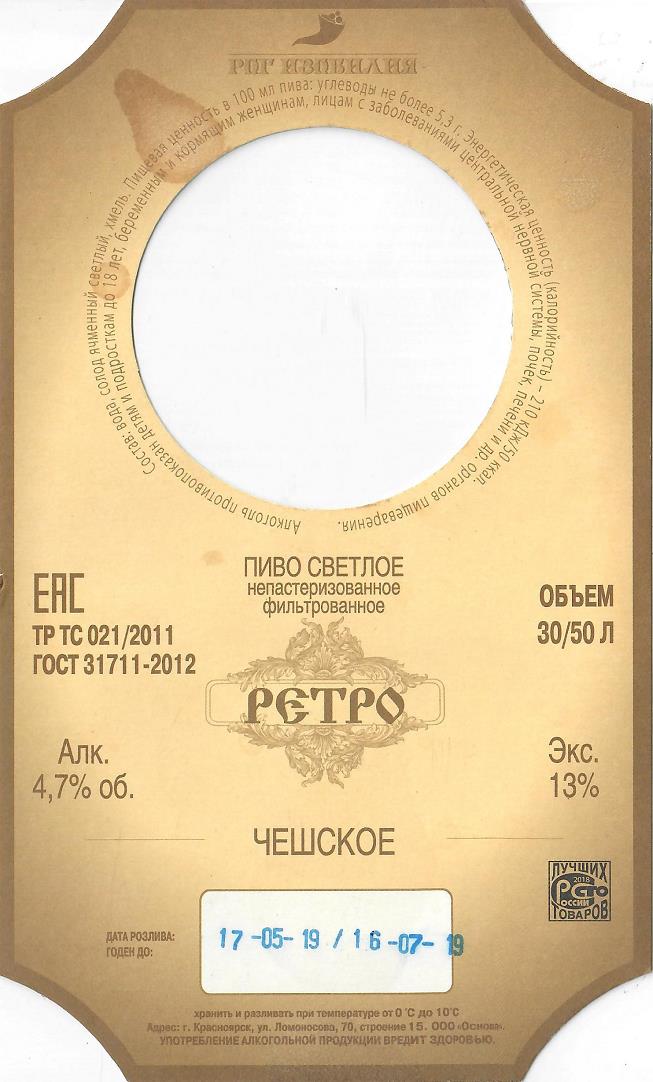 РОГ ИЗОБИЛИЯ
Состав: вода, солод ячменный светлый, хмель. Пищевая ценность в 100 мл пива: углеводы не более 5,3 г. Энергетическая ценность (калорийность) – 210 кДж/50 ккал.
Алкоголь противопоказан детям и подросткам до 18 лет, беременным и кормящим женщинам, лицам с заболеваниями центральной нервной системы, почек, печени и др. органов пищеварения.
ПИВО СВЕТЛОЕ
непастеризованное
фильтрованное
EAC
ТР ТС 021/2011
ГОСТ 31711-2012
ОБЪЕМ
30/50 Л
РЕТРО
Алк.
4,7% об.
Экс.
13%
ЧЕШСКОЕ
ЛУЧШИХ
2018
РОССИИ
СТО
ТОВАРОВ
ДАТА РОЗЛИВА:
ГОДЕН ДО:
17-05-19 / 16-07-19
хранить и разливать при температуре от 0˚С до 10˚С
Адрес: г. Красноярск, ул. Ломоносова, 70, строение 15. ООО «Основа».
УПОТРЕБЛЕНИЕ АЛКОГОЛЬНОЙ ПРОДУКЦИИ ВРЕДИТ ЗДОРОВЬЮ.